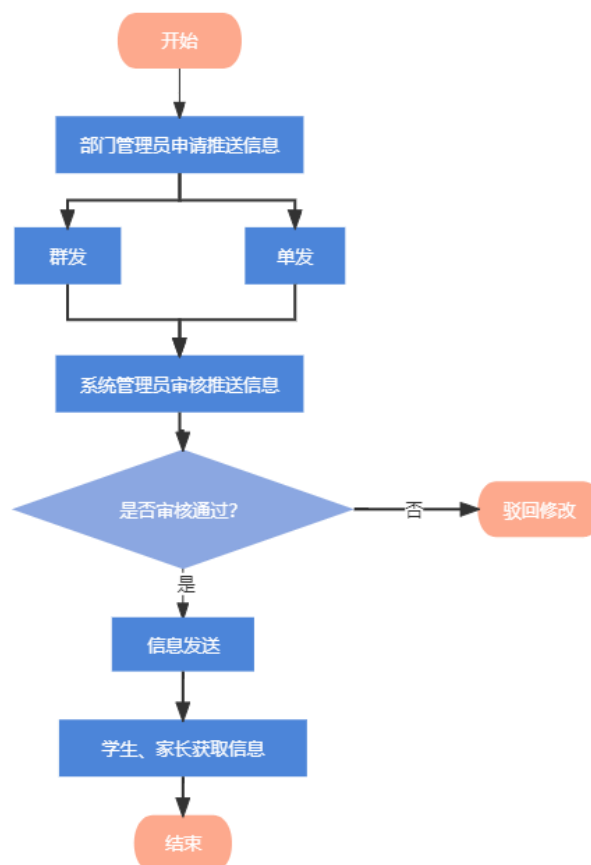 开始
部门管理员申请推送信息
群发
单发
系统管理员审核推送信息
是否审核通过?
否
驳回修改
是
信息发送
学生、家长获取信息
结束